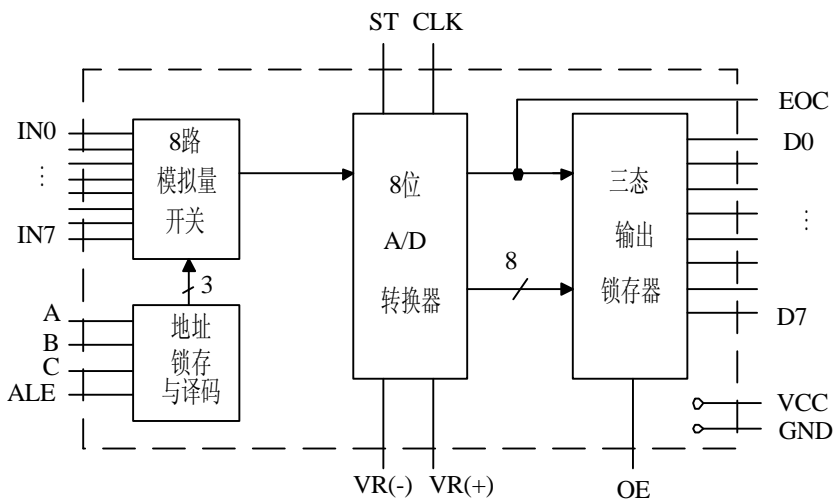 ST CLK
EOC
IN0
8路
模拟量
开关
IN7
⋮
3
A
B
C
ALE
地址
锁存
与译码
8位
A/D
转换器
8
三态
输出
锁存器
D0
⋮
D7
VCC
GND
VR(-) VR(+)
OE